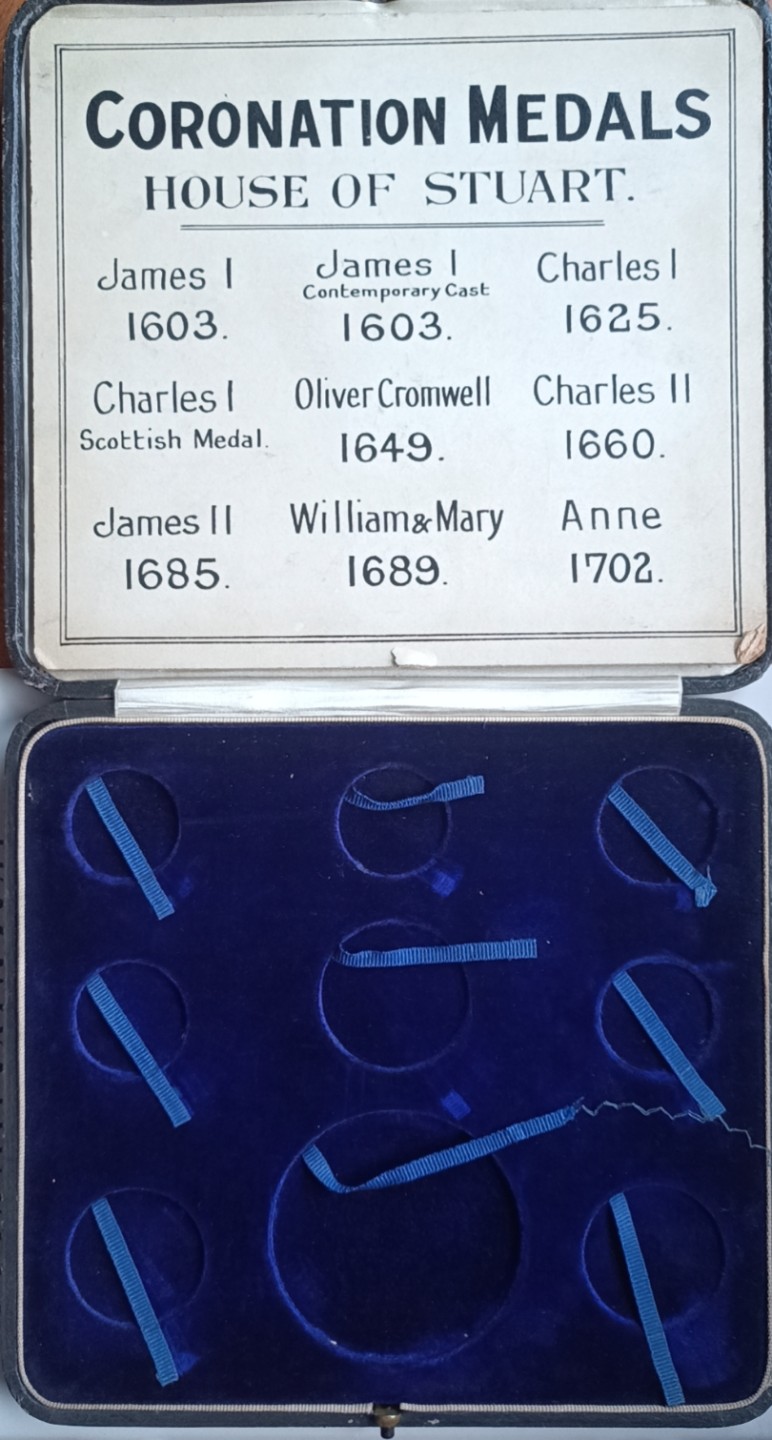 CORONATION MEDALS
HOUSE OF STUART.
James I
1603.
James I
Contemporary Cast
1603.
Charles I
1625.
Charles I
Scottish Medal.
Oliver Cromwell
1649.
Charles II
1660.
James II
1685.
William & Mary
1689.
Anne
1702.